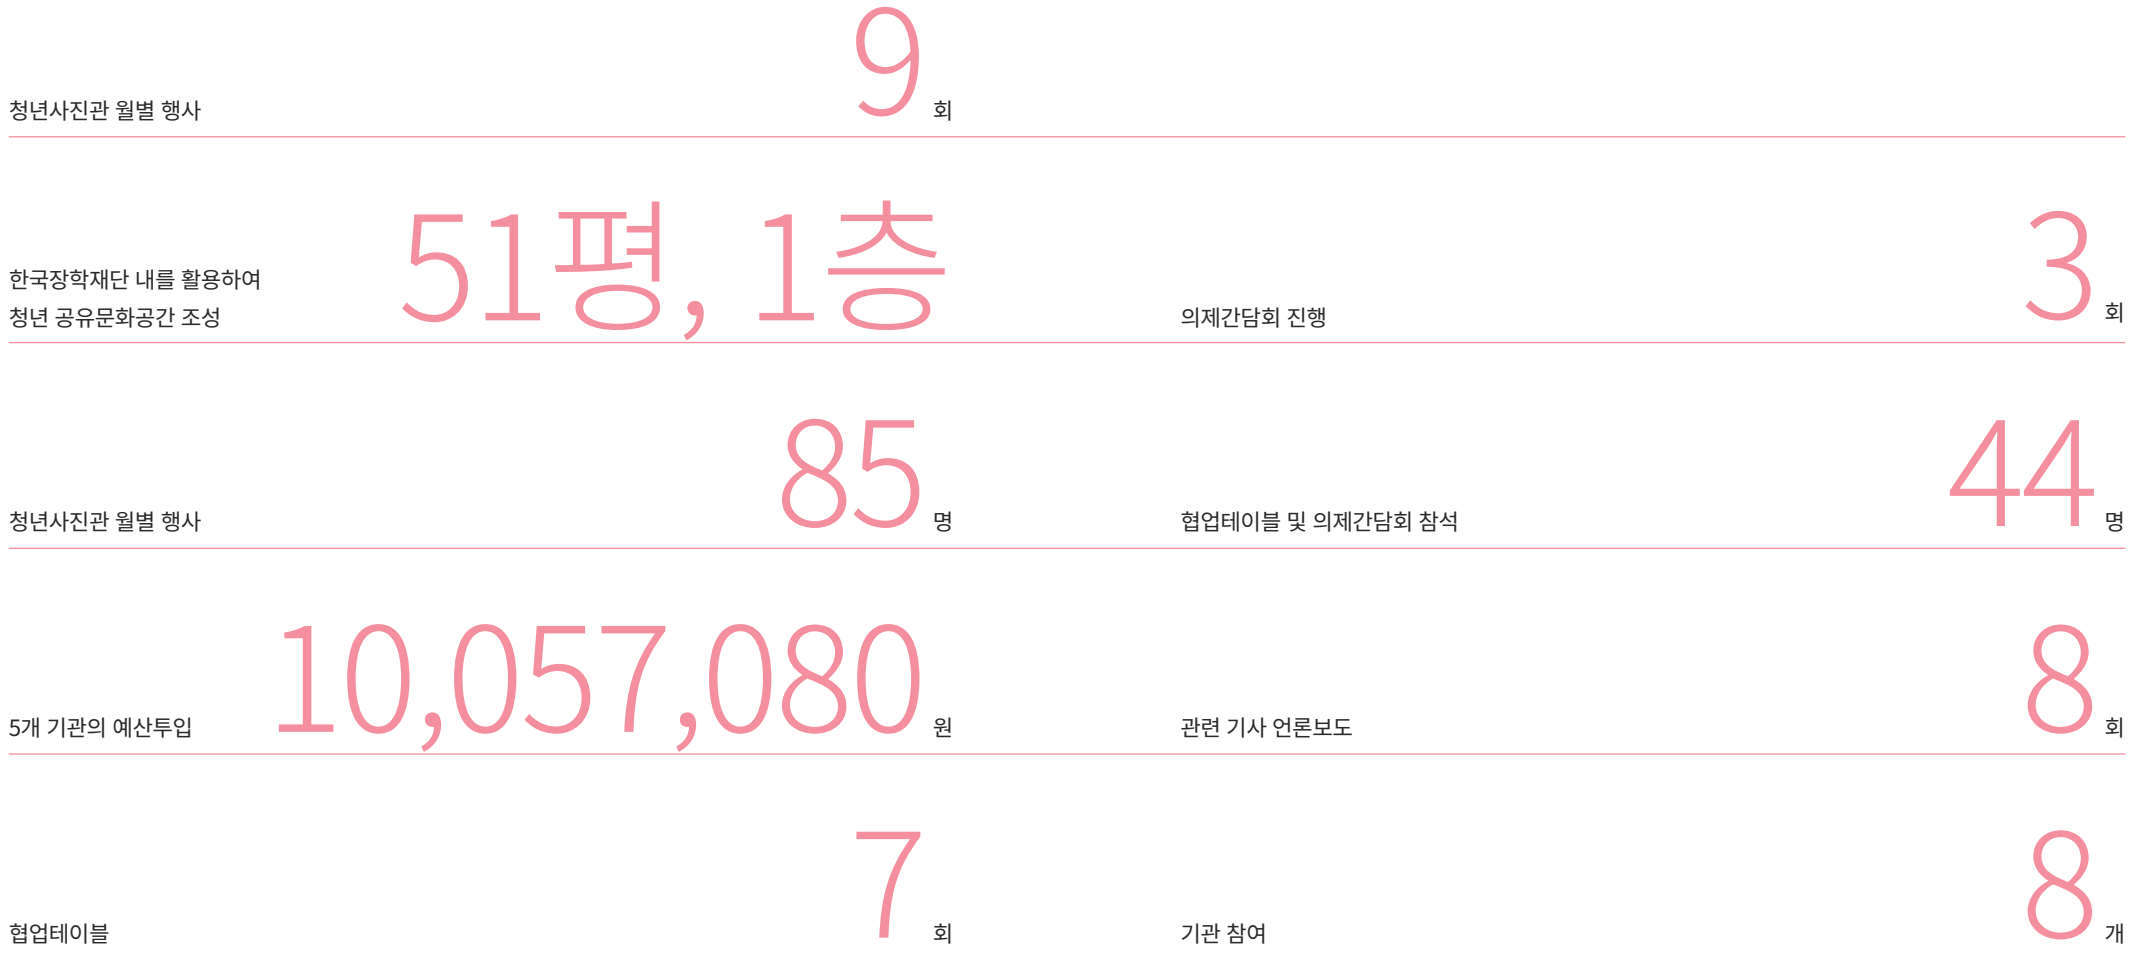 청년사진관 월별 행사 9 회
한국장학재단 내를 활용하여
청년 공유문화공간 조성 51평, 1층
의제간담회 진행 3 회
청년사진관 월별 행사 85 명
협업테이블 및 의제간담회 참석 44 명
5개 기관의 예산투입 10,057,080 원
관련 기사 언론보도 8 회
협업테이블 7 회
기관 참여 8 개